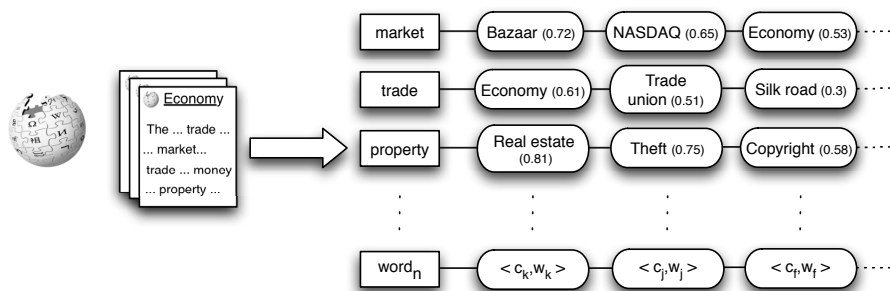 market
Bazaar (0.72)
NASDAQ (0.65)
Economy (0.53)
trade
Economy (0.61)
Trade
union (0.51)
Silk road (0.3)
Economy
The ... trade ...
... market...
trade ... money
... property ...
property
Real estate
(0.81)
Theft (0.75)
Copyright (0.58)
word_n
< c_k,w_k >
< c_j,w_j >
< c_f,w_f >